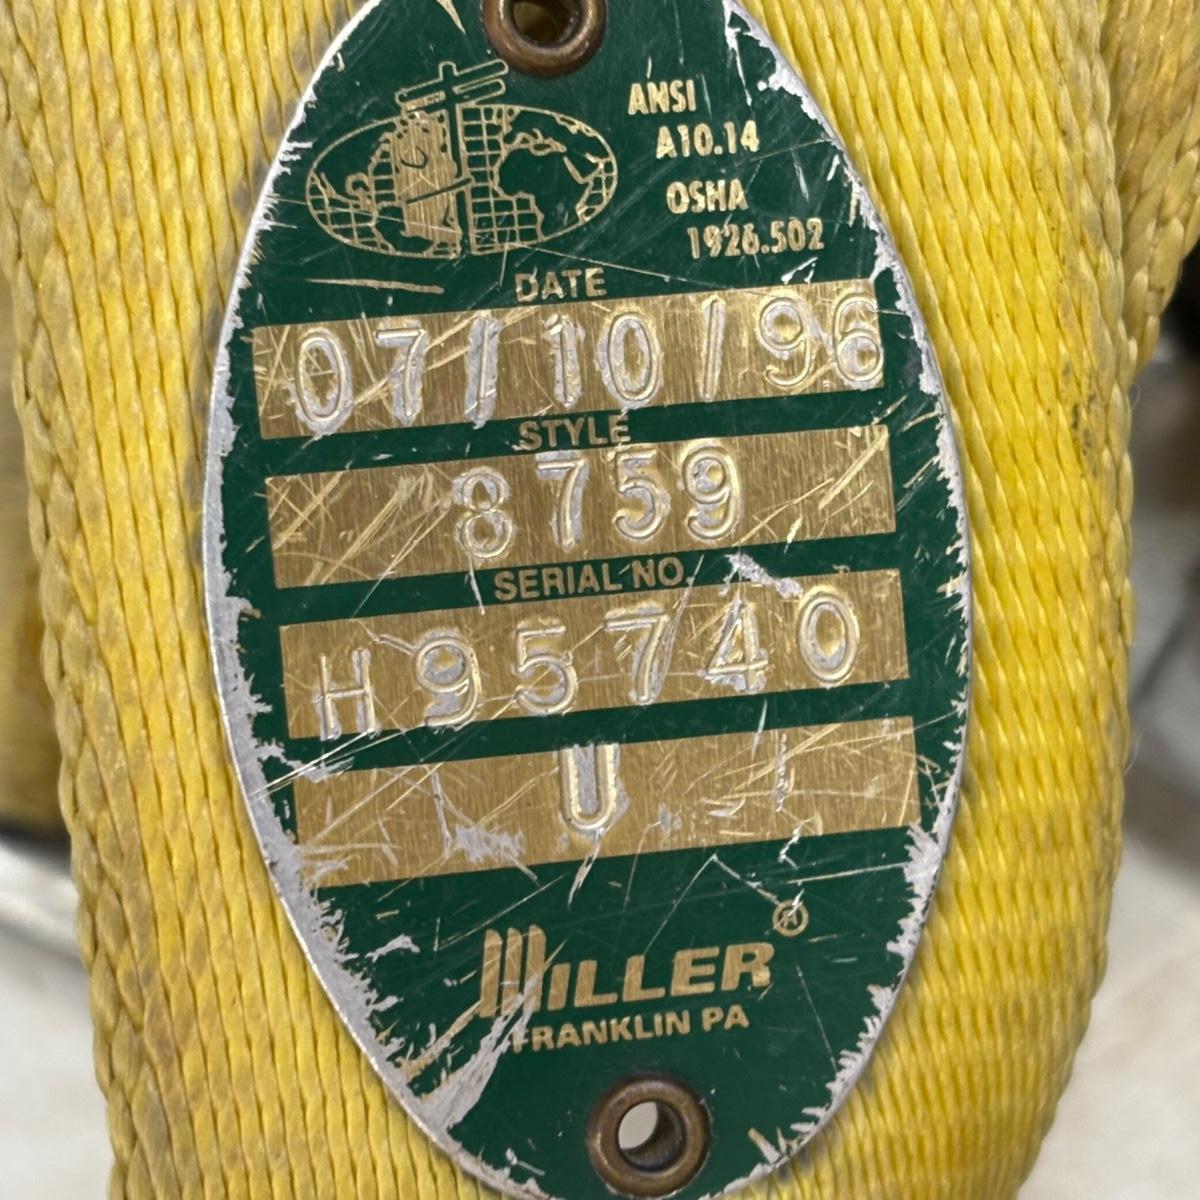 ANSI
A10.14
OSHA
1926.502
DATE
07/10/96
STYLE
8759
SERIAL NO.
H95740
U
MILLER®
FRANKLIN PA